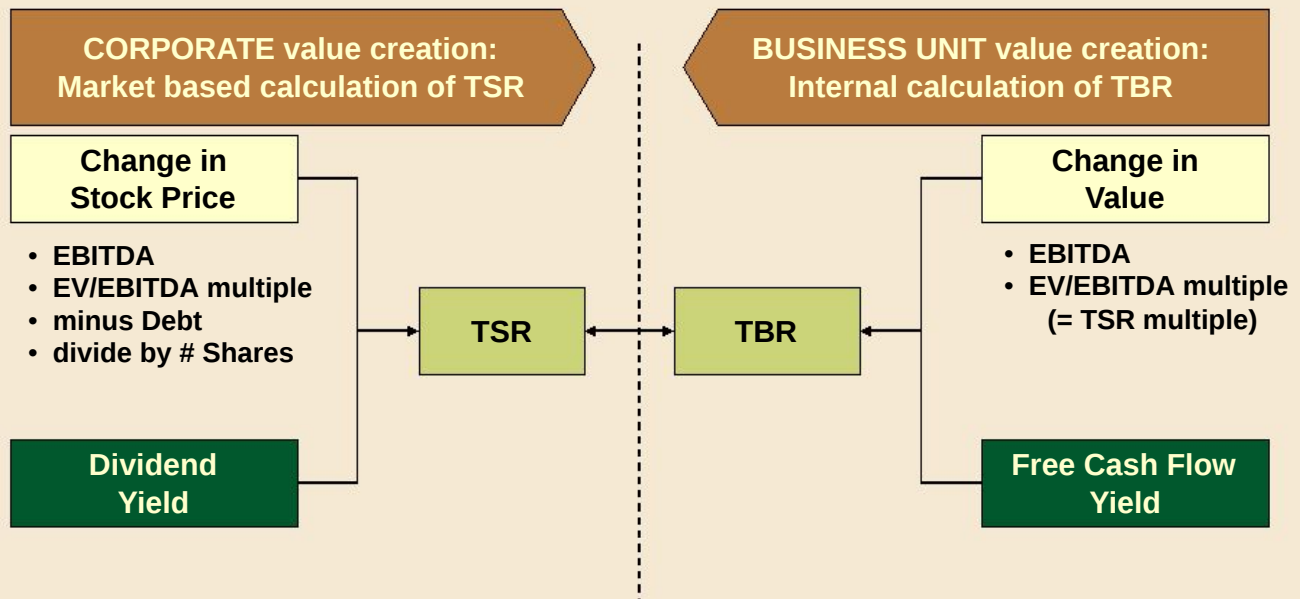 CORPORATE value creation:
Market based calculation of TSR
BUSINESS UNIT value creation:
Internal calculation of TBR
Change in
Stock Price
• EBITDA
• EV/EBITDA multiple
• minus Debt
• divide by # Shares
Dividend
Yield
TSR
TBR
Change in
Value
• EBITDA
• EV/EBITDA multiple
(= TSR multiple)
Free Cash Flow
Yield